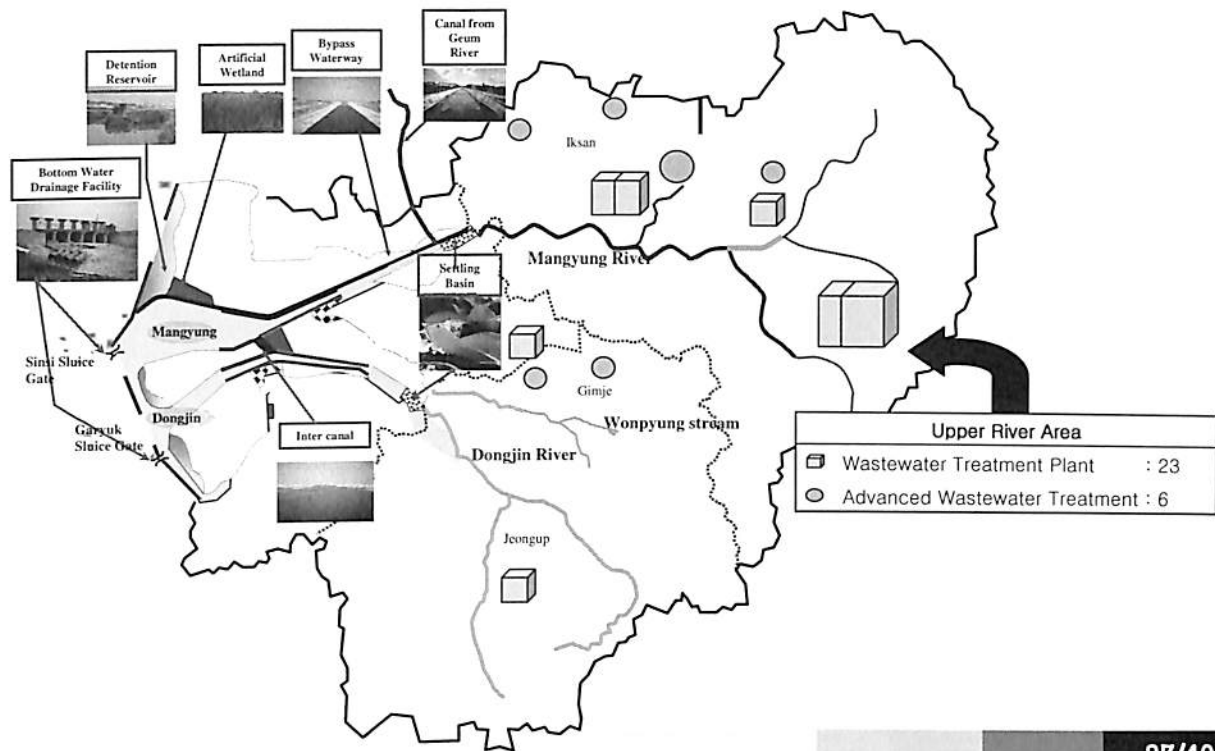 Canal from
Geum
River
Bypass
Waterway
Artificial
Wetland
Detention
Reservoir
Bottom Water
Drainage Facility
Iksan
Mangyung River
Settling
Basin
Mangyung
Sinsi Sluice
Gate
Gimje
Dongjin
Garyuk
Sluice Gate
Inter canal
Wonpyung stream
Dongjin River
Upper River Area
Wastewater Treatment Plant : 23
Advanced Wastewater Treatment : 6
Jeongup